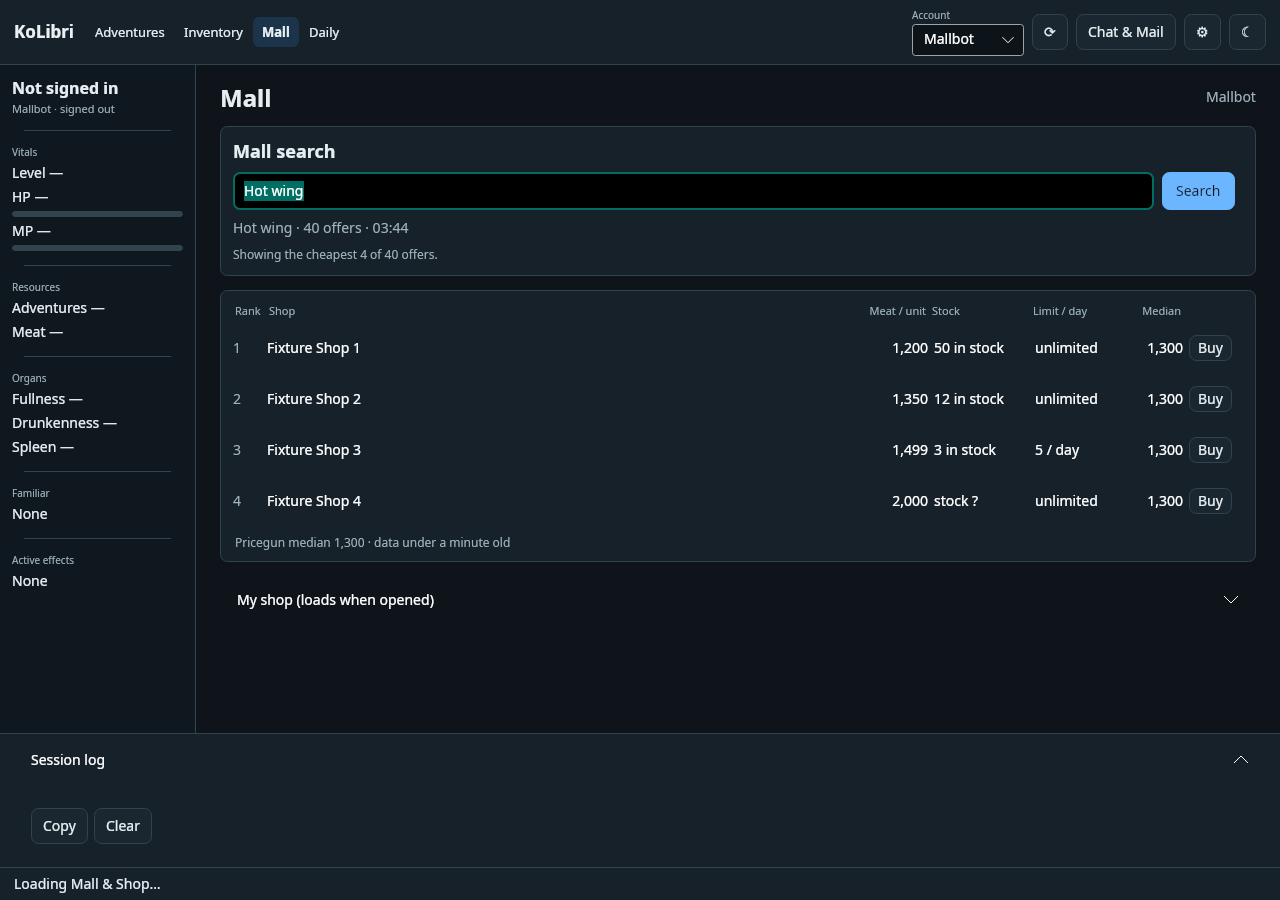 KoLibri Adventures Inventory Mall Daily
Account
Mallbot
⟳
Chat & Mail
⚙
☾
Not signed in
Mallbot · signed out
Vitals
Level —
HP —
MP —
Resources
Adventures —
Meat —
Organs
Fullness —
Drunkenness —
Spleen —
Familiar
None
Active effects
None
Mall
Mallbot
Mall search
Hot wing
Search
Hot wing · 40 offers · 03:44
Showing the cheapest 4 of 40 offers.
Rank Shop Meat / unit Stock Limit / day Median
1 Fixture Shop 1 1,200 50 in stock unlimited 1,300 Buy
2 Fixture Shop 2 1,350 12 in stock unlimited 1,300 Buy
3 Fixture Shop 3 1,499 3 in stock 5 / day 1,300 Buy
4 Fixture Shop 4 2,000 stock ? unlimited 1,300 Buy
Pricegun median 1,300 · data under a minute old
My shop (loads when opened)
Session log
Copy Clear
Loading Mall & Shop...